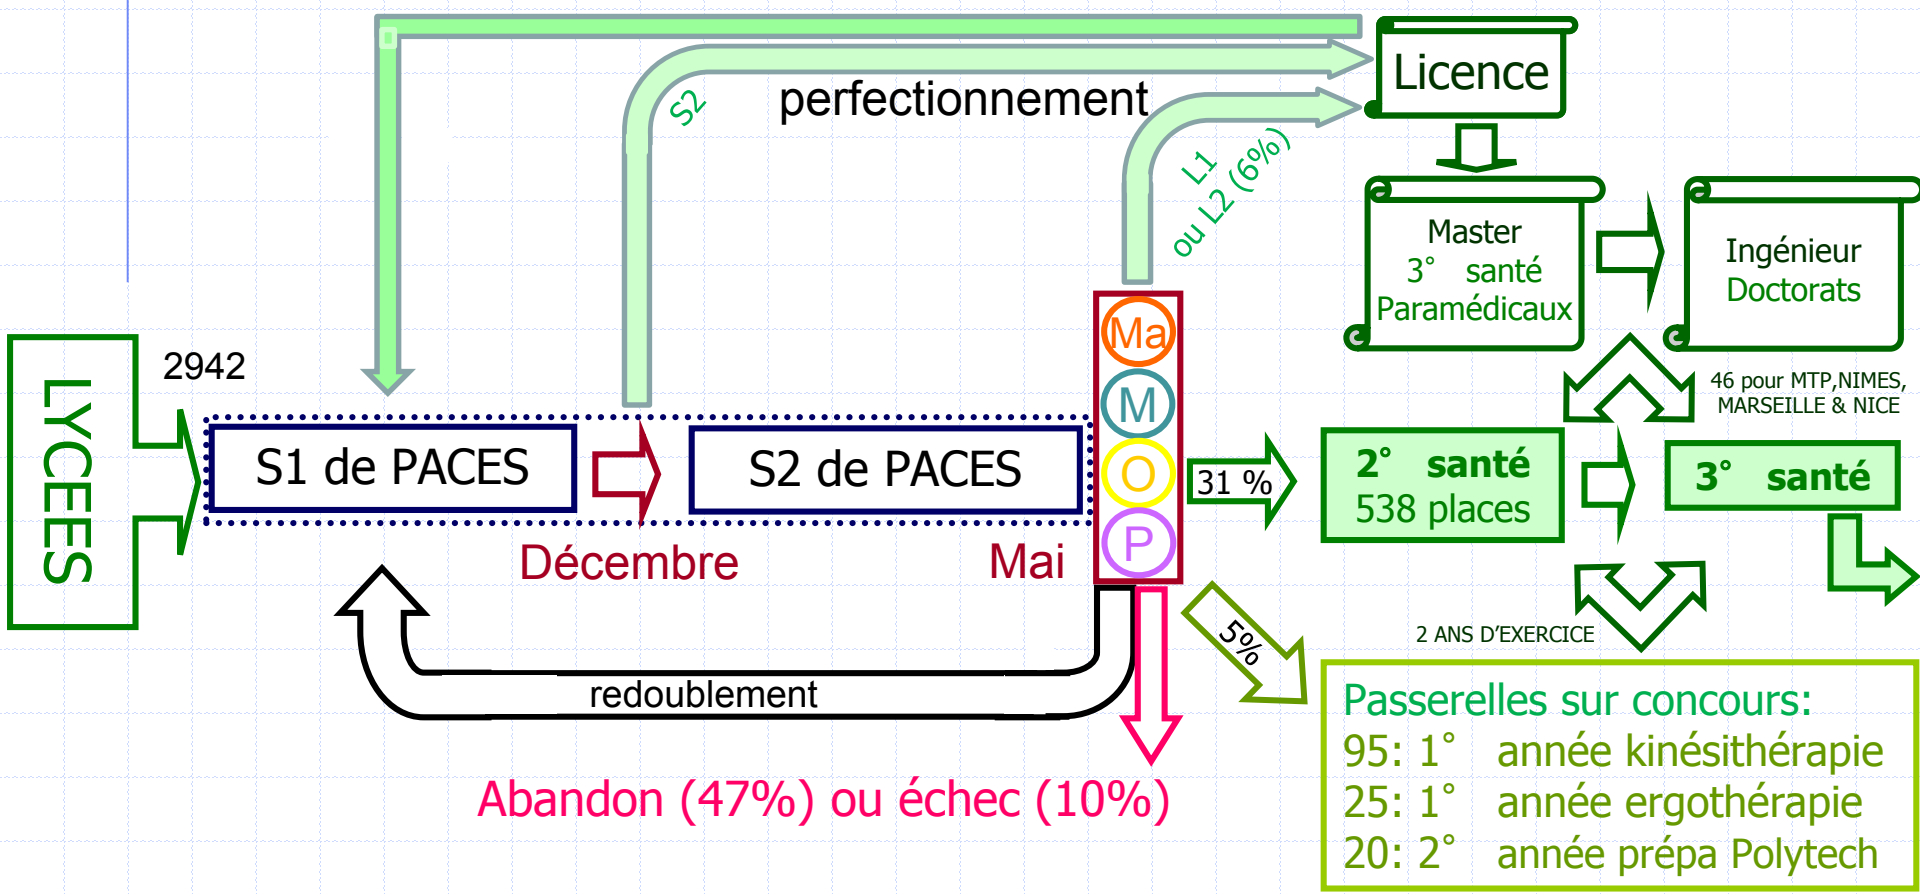 Licence
perfectionnement
S2
L1
ou L2 (6%)
Master
3° santé
Paramédicaux
Ingénieur
Doctorats
LYCEES
2942
S1 de PACES
S2 de PACES
Ma
M
O
P
31 %
46 pour MTP,NIMES,
MARSEILLE & NICE
2° santé
538 places
3° santé
Décembre
Mai
5%
2 ANS D'EXERCICE
redoublement
Abandon (47%) ou échec (10%)
Passerelles sur concours:
95: 1° année kinésithérapie
25: 1° année ergothérapie
20: 2° année prépa Polytech